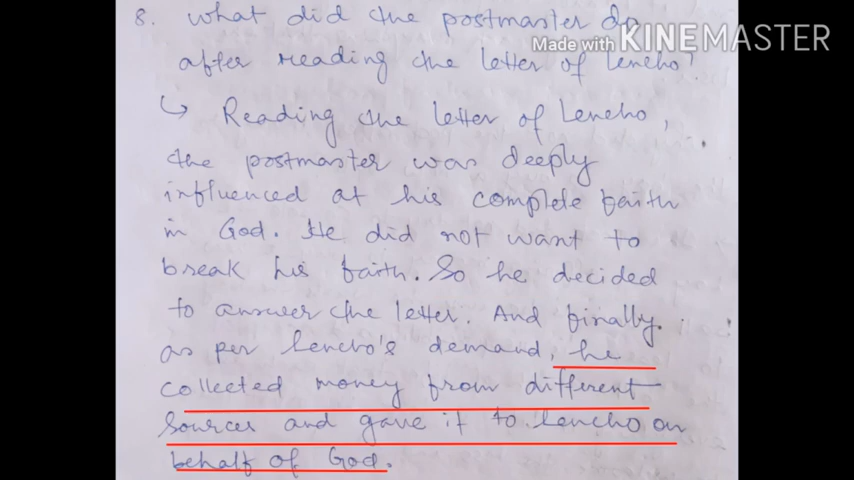 8. What did the postmaster do
Made with KINEMASTER
after reading the letter of Lencho?
↳ Reading the letter of Lencho,
the postmaster was deeply
influenced at his complete faith
in God. He did not want to
break his faith. So he decided
to answer the letter. And finally.
as per Lencho's demand, he
collected money from different
sources and gave it to Lencho on
behalf of God.